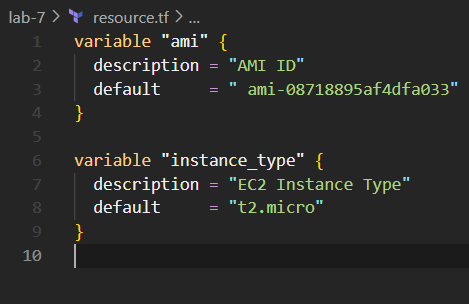 lab-7 > resource.tf > ...
1 variable "ami" {
2   description = "AMI ID"
3   default     = " ami-08718895af4dfa033"
4 }
5
6 variable "instance_type" {
7   description = "EC2 Instance Type"
8   default     = "t2.micro"
9 }
10